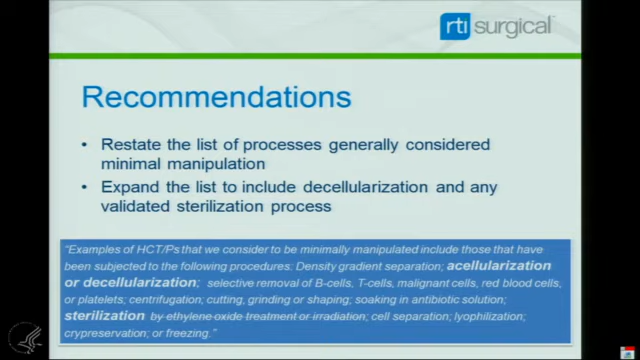 rti surgical
Recommendations
• Restate the list of processes generally considered
minimal manipulation
• Expand the list to include decellularization and any
validated sterilization process
"Examples of HCT/Ps that we consider to be minimally manipulated include those that have
been subjected to the following procedures. Density gradient separation; acellularization
or decellularization; selective removal of B-cells, T-cells, malignant cells, red blood cells,
or platelets; centrifugation; cutting, grinding or shaping; soaking in antibiotic solution;
sterilization by ethylene oxide treatment or irradiation; cell separation; lyophilization;
crypreservation; or freezing."